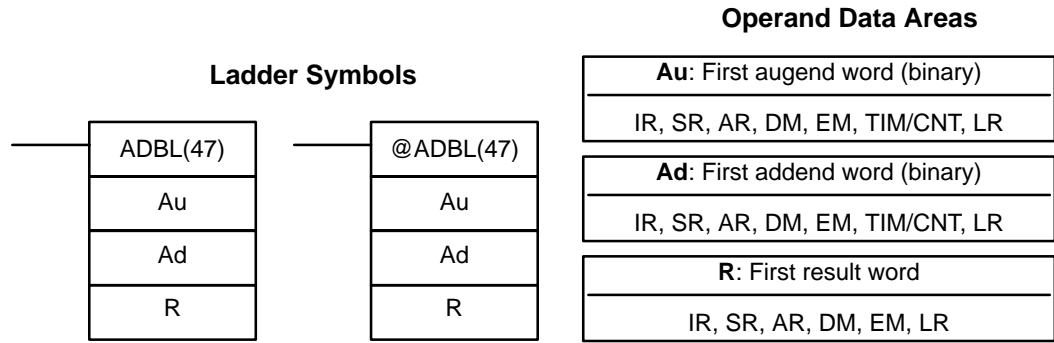 Operand Data Areas
Ladder Symbols
ADBL(47)
Au
Ad
R
@ADBL(47)
Au
Ad
R
Au: First augend word (binary)
IR, SR, AR, DM, EM, TIM/CNT, LR
Ad: First addend word (binary)
IR, SR, AR, DM, EM, TIM/CNT, LR
R: First result word
IR, SR, AR, DM, EM, LR